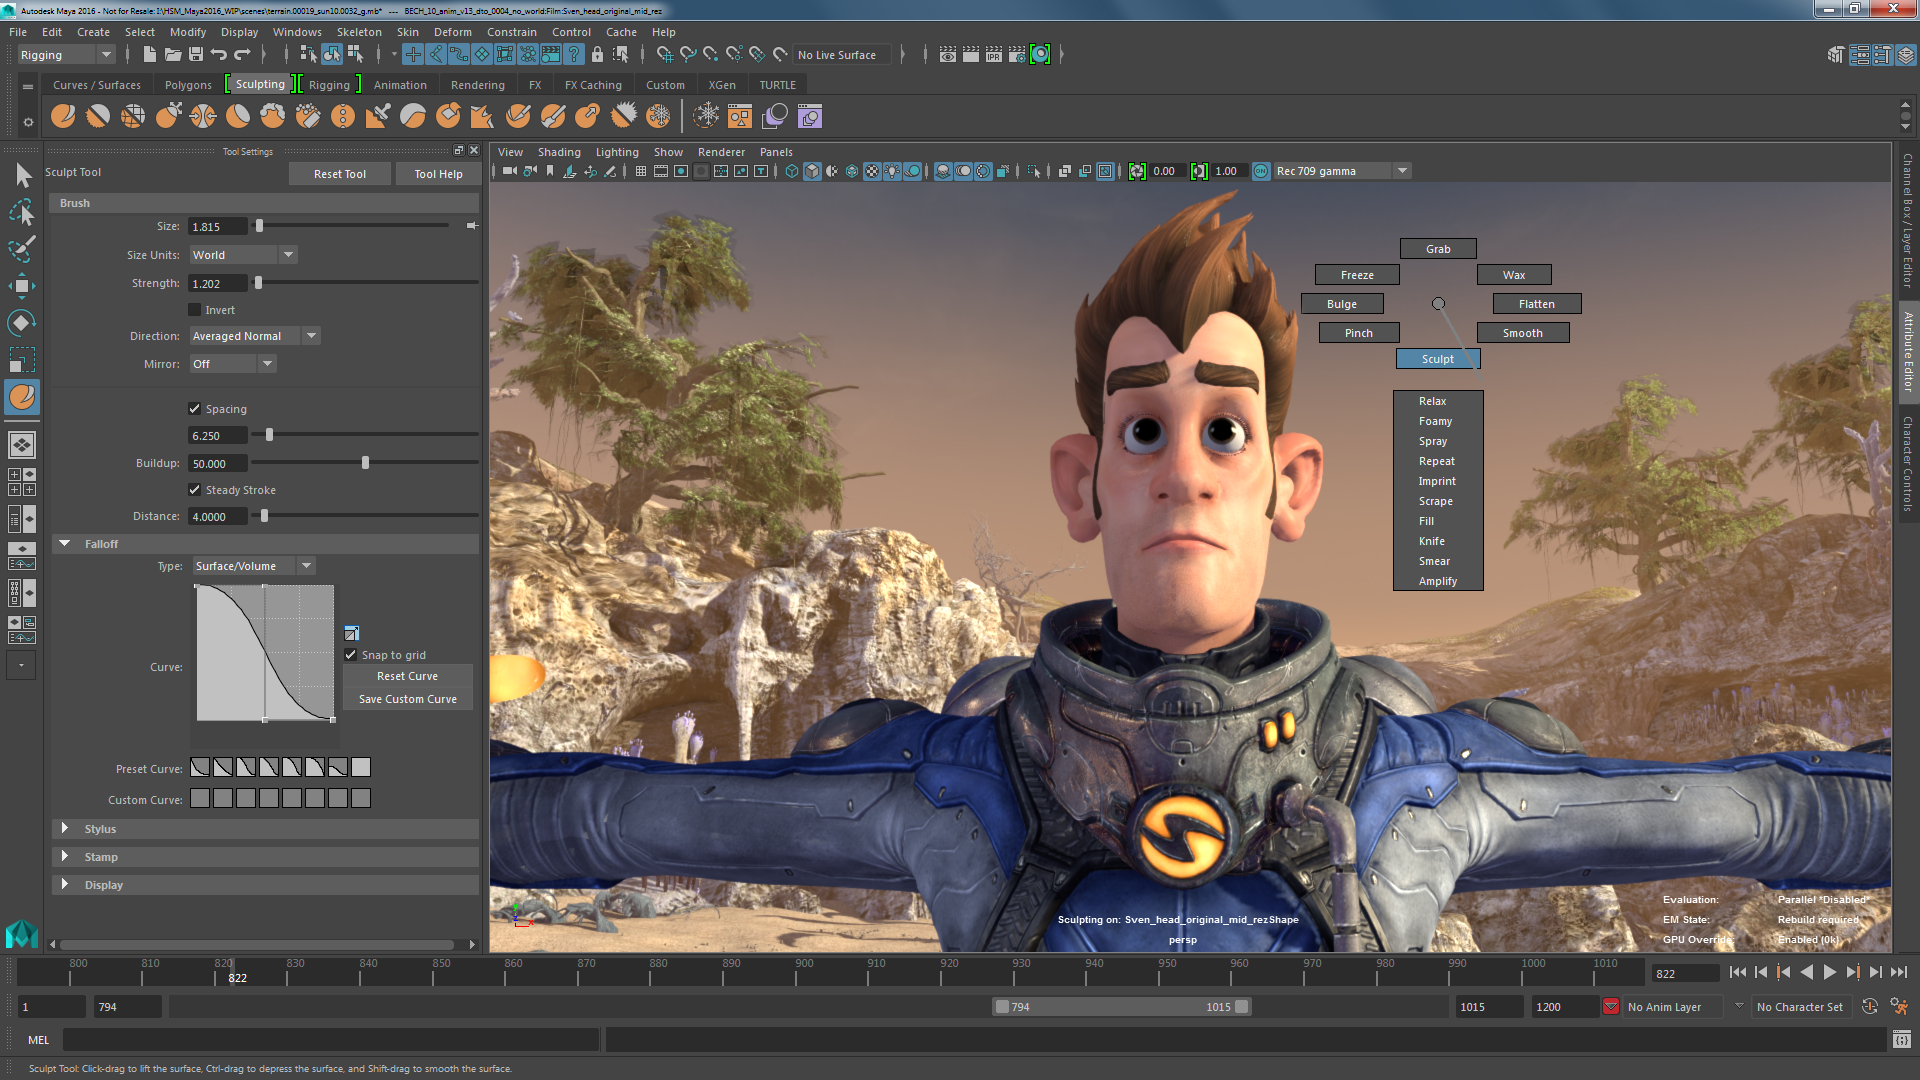 Autodesk Maya 2016 - Not for Resale: I:\HSM_Maya2016_WIP\scenes\terrain.00019_sun10.0032_g.mb* --- BECH_10_anim_v13_dto_0004_no_world:Film:Sven_head_original_mid_rez
File Edit Create Select Modify Display Windows Skeleton Skin Deform Constrain Control Cache Help
Rigging No Live Surface IPR
Curves / Surfaces Polygons Sculpting Rigging Animation Rendering FX FX Caching Custom XGen TURTLE
Tool Settings
Sculpt Tool Reset Tool Tool Help
Brush
Size: 1.815
Size Units: World
Strength: 1.202
Invert
Direction: Averaged Normal
Mirror: Off
Spacing
6.250
Buildup: 50.000
Steady Stroke
Distance: 4.0000
Falloff
Type: Surface/Volume
Curve:
Snap to grid
Reset Curve
Save Custom Curve
Preset Curve:
Custom Curve:
Stylus
Stamp
Display
View Shading Lighting Show Renderer Panels
0.00 1.00 ON Rec 709 gamma
Grab
Freeze Wax
Bulge Flatten
Pinch Smooth
Sculpt
Relax
Foamy
Spray
Repeat
Imprint
Scrape
Fill
Knife
Smear
Amplify
Evaluation: Parallel *Disabled*
EM State: Rebuild required
GPU Override: Enabled (0k)
Sculpting on: Sven_head_original_mid_rezShape
persp
Channel Box / Layer Editor
Attribute Editor
Character Controls
800 810 820 830 840 850 860 870 880 890 900 910 920 930 940 950 960 970 980 990 1000 1010
822 822
1 794 794 1015 1015 1200 No Anim Layer No Character Set
MEL
Sculpt Tool: Click-drag to lift the surface, Ctrl-drag to depress the surface, and Shift-drag to smooth the surface.